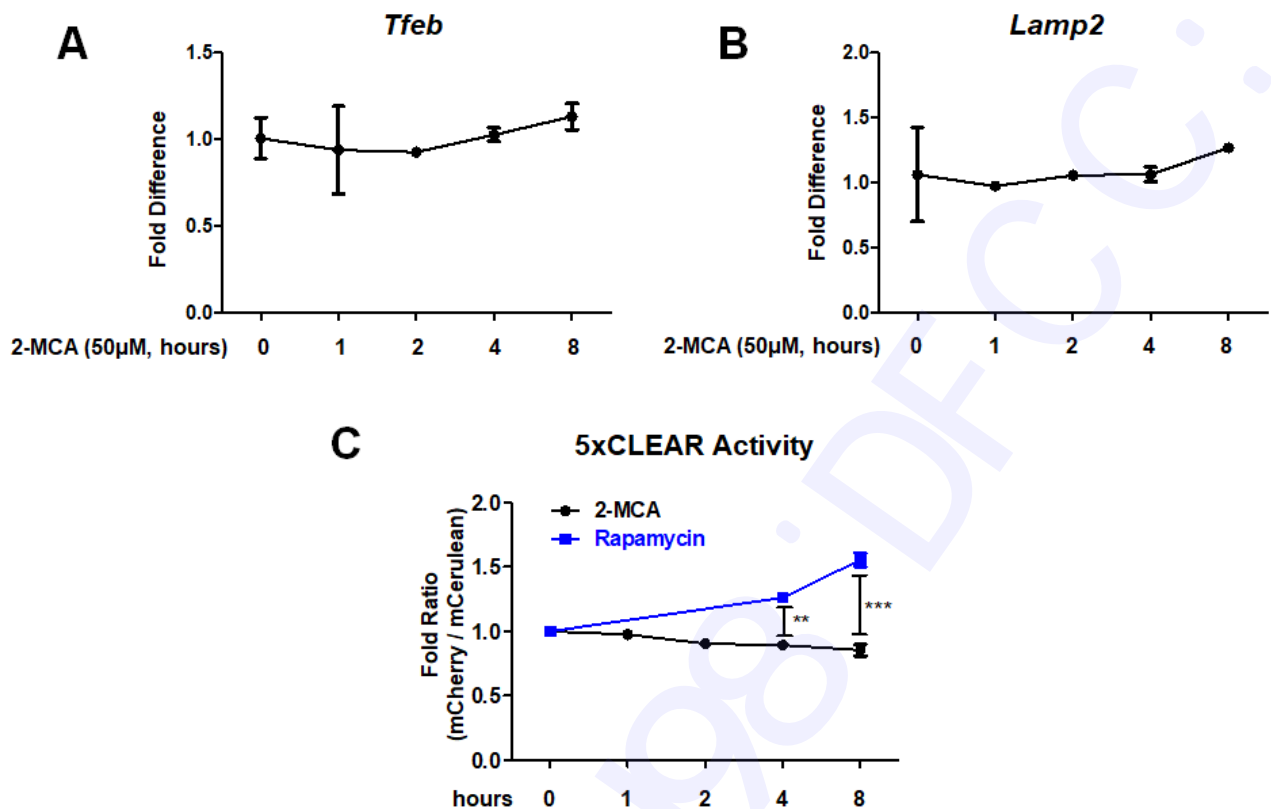 A
Tfeb
Fold Difference
1.5
1.0
0.5
0.0
2-MCA (50µM, hours)
0 1 2 4 8
B
Lamp2
Fold Difference
2.0
1.5
1.0
0.5
0.0
2-MCA (50µM, hours)
0 1 2 4 8
C
5xCLEAR Activity
Fold Ratio
(mCherry / mCerulean)
2.0
1.5
1.0
0.5
0.0
2-MCA
Rapamycin
**
***
hours 0 1 2 4 8
98; DFCC: